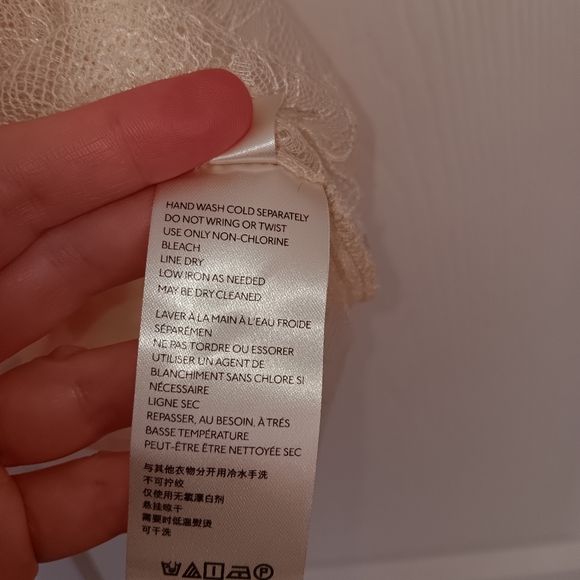 HAND WASH COLD SEPARATELY
DO NOT WRING OR TWIST
USE ONLY NON-CHLORINE
BLEACH
LINE DRY
LOW IRON AS NEEDED
MAY BE DRY CLEANED
LAVER À LA MAIN À L'EAU FROIDE
SÉPARÉMEN
NE PAS TORDRE OU ESSORER
UTILISER UN AGENT DE
BLANCHIMENT SANS CHLORE SI
NÉCESSAIRE
LIGNE SEC
REPASSER, AU BESOIN, À TRÉS
BASSE TEMPÉRATURE
PEUT-ÊTRE ÊTRE NETTOYÉE SEC
与其他衣物分开用冷水手洗
不可拧绞
仅使用无氯漂白剂
悬挂晾干
需要时低温熨烫
可干洗
P